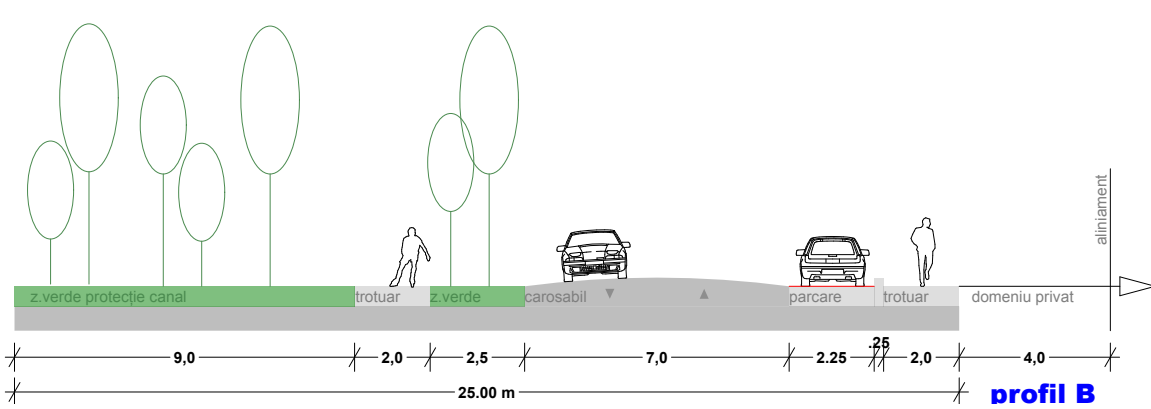 aliniament
z.verde protecție canal
trotuar
z.verde
carosabil
parcare
trotuar
domeniu privat
9,0
2,0
2,5
7,0
2.25
.25
2,0
4,0
25.00 m
profil B